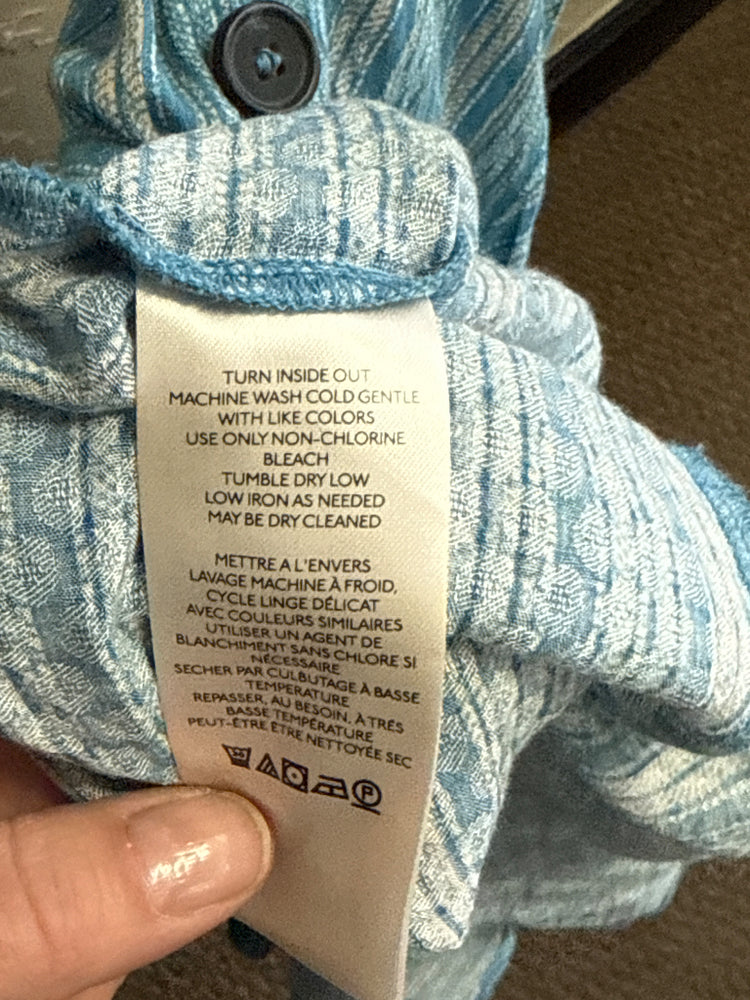 TURN INSIDE OUT
MACHINE WASH COLD GENTLE
WITH LIKE COLORS
USE ONLY NON-CHLORINE
BLEACH
TUMBLE DRY LOW
LOW IRON AS NEEDED
MAY BE DRY CLEANED
METTRE A L'ENVERS
LAVAGE MACHINE À FROID,
CYCLE LINGE DÉLICAT
AVEC COULEURS SIMILAIRES
UTILISER UN AGENT DE
BLANCHIMENT SANS CHLORE SI
NÉCESSAIRE
SECHER PAR CULBUTAGE À BASSE
TEMPERATURE
REPASSER, AU BESOIN, À TRÈS
BASSE TEMPÉRATURE
PEUT-ÊTRE ÊTRE NETTOYÉE SEC
P